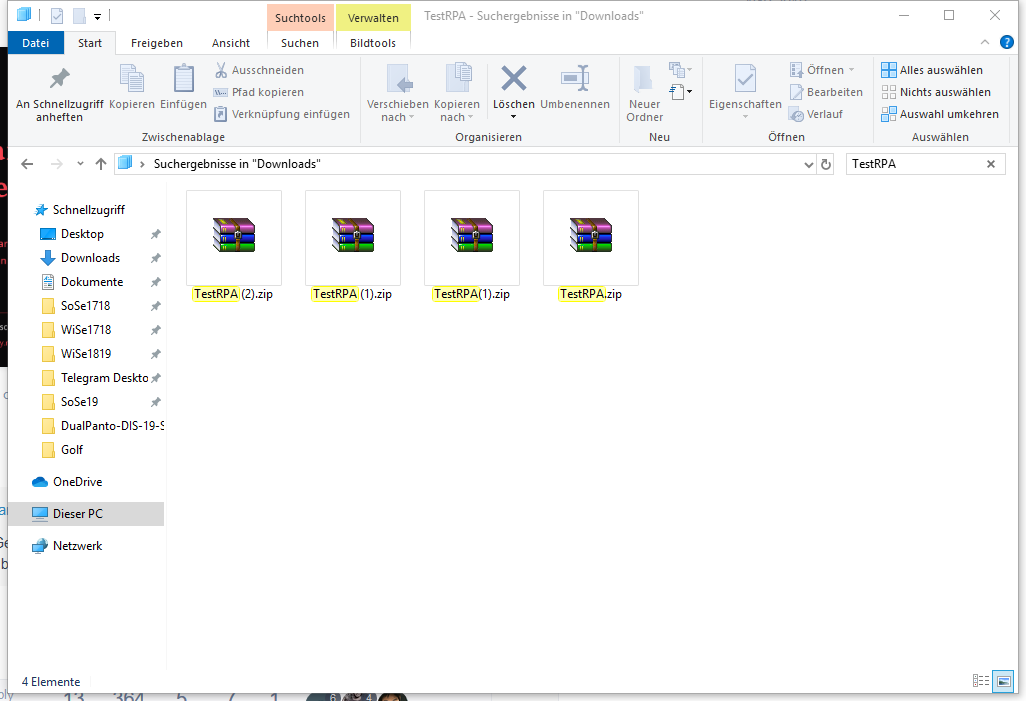 Suchtools Verwalten TestRPA - Suchergebnisse in "Downloads"
Datei Start Freigeben Ansicht Suchen Bildtools
An Schnellzugriff anheften
Kopieren
Einfügen
Ausschneiden
Pfad kopieren
Verknüpfung einfügen
Zwischenablage
Verschieben nach
Kopieren nach
Löschen
Umbenennen
Organisieren
Neuer Ordner
Neu
Eigenschaften
Öffnen
Bearbeiten
Verlauf
Öffnen
Alles auswählen
Nichts auswählen
Auswahl umkehren
Auswählen
Suchergebnisse in "Downloads"
TestRPA
Schnellzugriff
Desktop
Downloads
Dokumente
SoSe1718
WiSe1718
WiSe1819
Telegram Deskto
SoSe19
DualPanto-DIS-19-S
Golf
OneDrive
Dieser PC
Netzwerk
TestRPA (2).zip
TestRPA (1).zip
TestRPA(1).zip
TestRPA.zip
4 Elemente